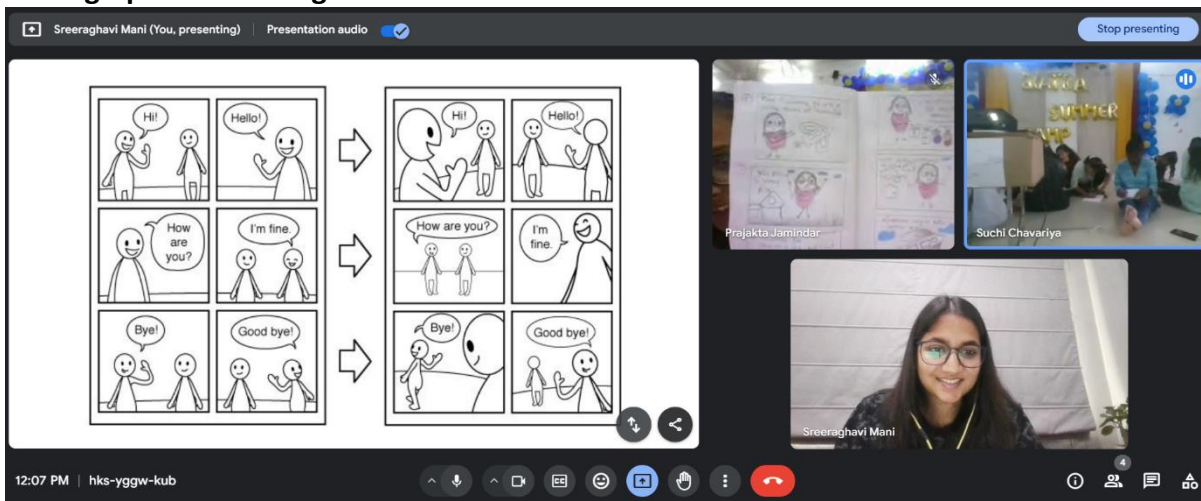 Sreeraghavi Mani (You, presenting)
Presentation audio
Stop presenting
Hi!
Hello!
How
are
you?
I'm fine.
Bye!
Good bye!
Hi!
Hello!
How are you?
I'm
fine.
Bye!
Good bye!
SUMMER
Prajakta Jamindar
Suchi Chavariya
Sreeraghavi Mani
12:07 PM
hks-yggw-kub
CC
4